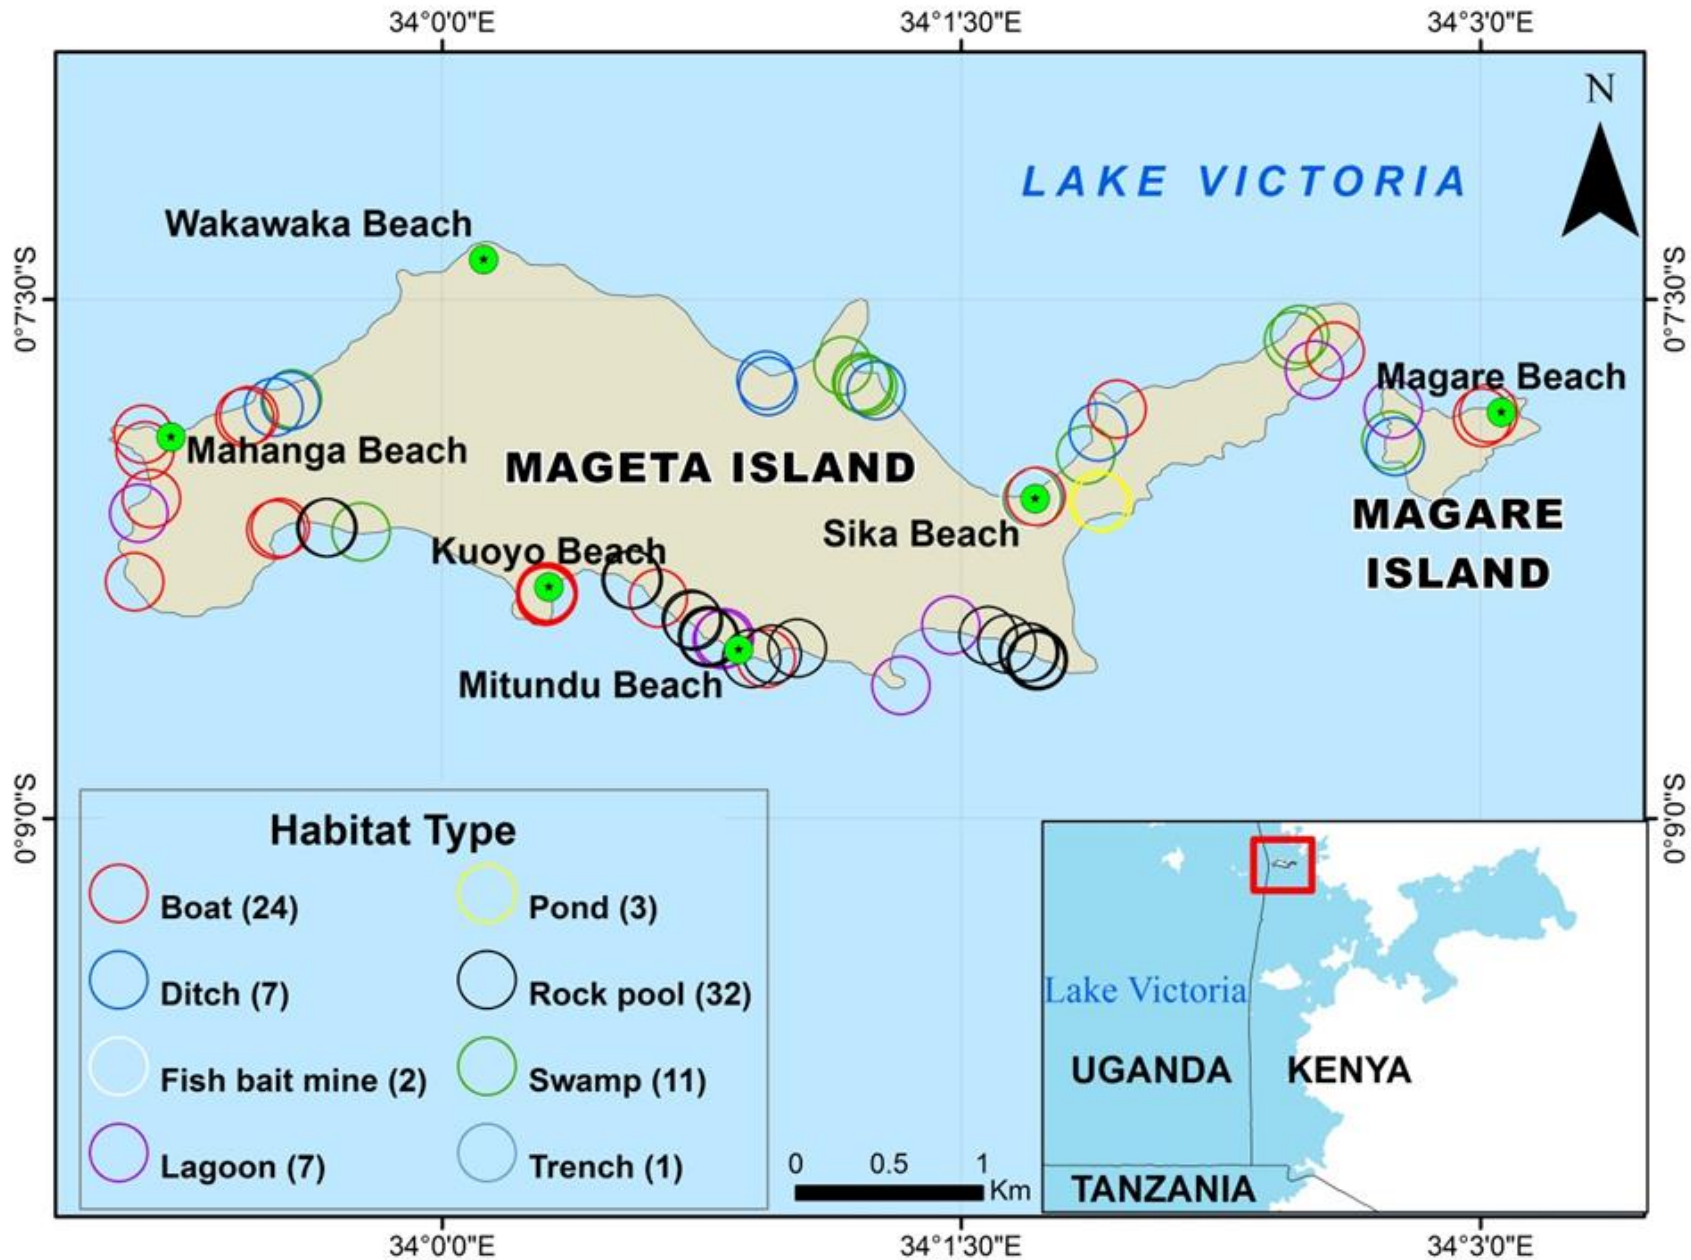 34°0'0"E
34°1'30"E
34°3'0"E
N
LAKE VICTORIA
Wakawaka Beach
0°7'30"S
0°7'30"S
Magare Beach
Mahanga Beach
MAGETA ISLAND
Sika Beach
MAGARE
ISLAND
Kuoyo Beach
Mitundu Beach
0°9'0"S
0°9'0"S
Habitat Type
Boat (24)
Pond (3)
Ditch (7)
Rock pool (32)
Fish bait mine (2)
Swamp (11)
Lagoon (7)
Trench (1)
0 0.5 1
Km
Lake Victoria
UGANDA
KENYA
TANZANIA
34°0'0"E
34°1'30"E
34°3'0"E